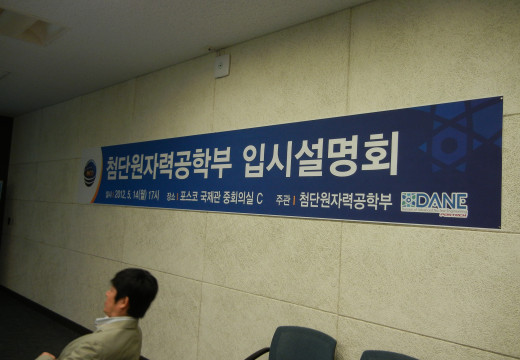 첨단원자력공학부 입시설명회
일시 : 2012. 5. 14(월) 17시 장소 : 포스코 국제관 중회의실 C 주관 : 첨단원자력공학부
DANE